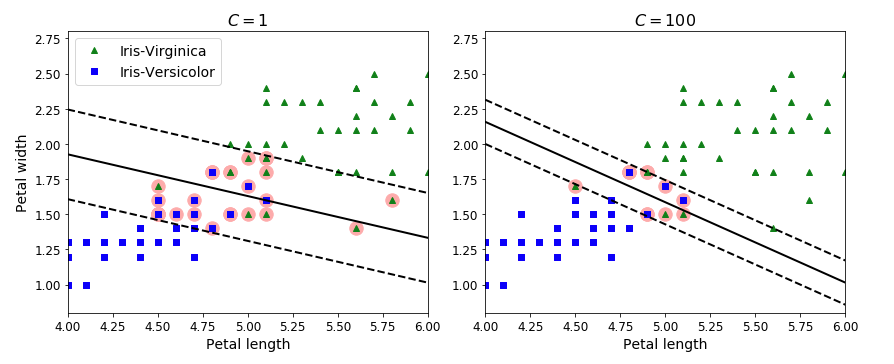 C = 1
2.75
2.50
2.25
2.00
1.75
1.50
1.25
1.00
Petal width
Iris-Virginica
Iris-Versicolor
4.00 4.25 4.50 4.75 5.00 5.25 5.50 5.75 6.00
Petal length
C = 100
2.75
2.50
2.25
2.00
1.75
1.50
1.25
1.00
4.00 4.25 4.50 4.75 5.00 5.25 5.50 5.75 6.00
Petal length